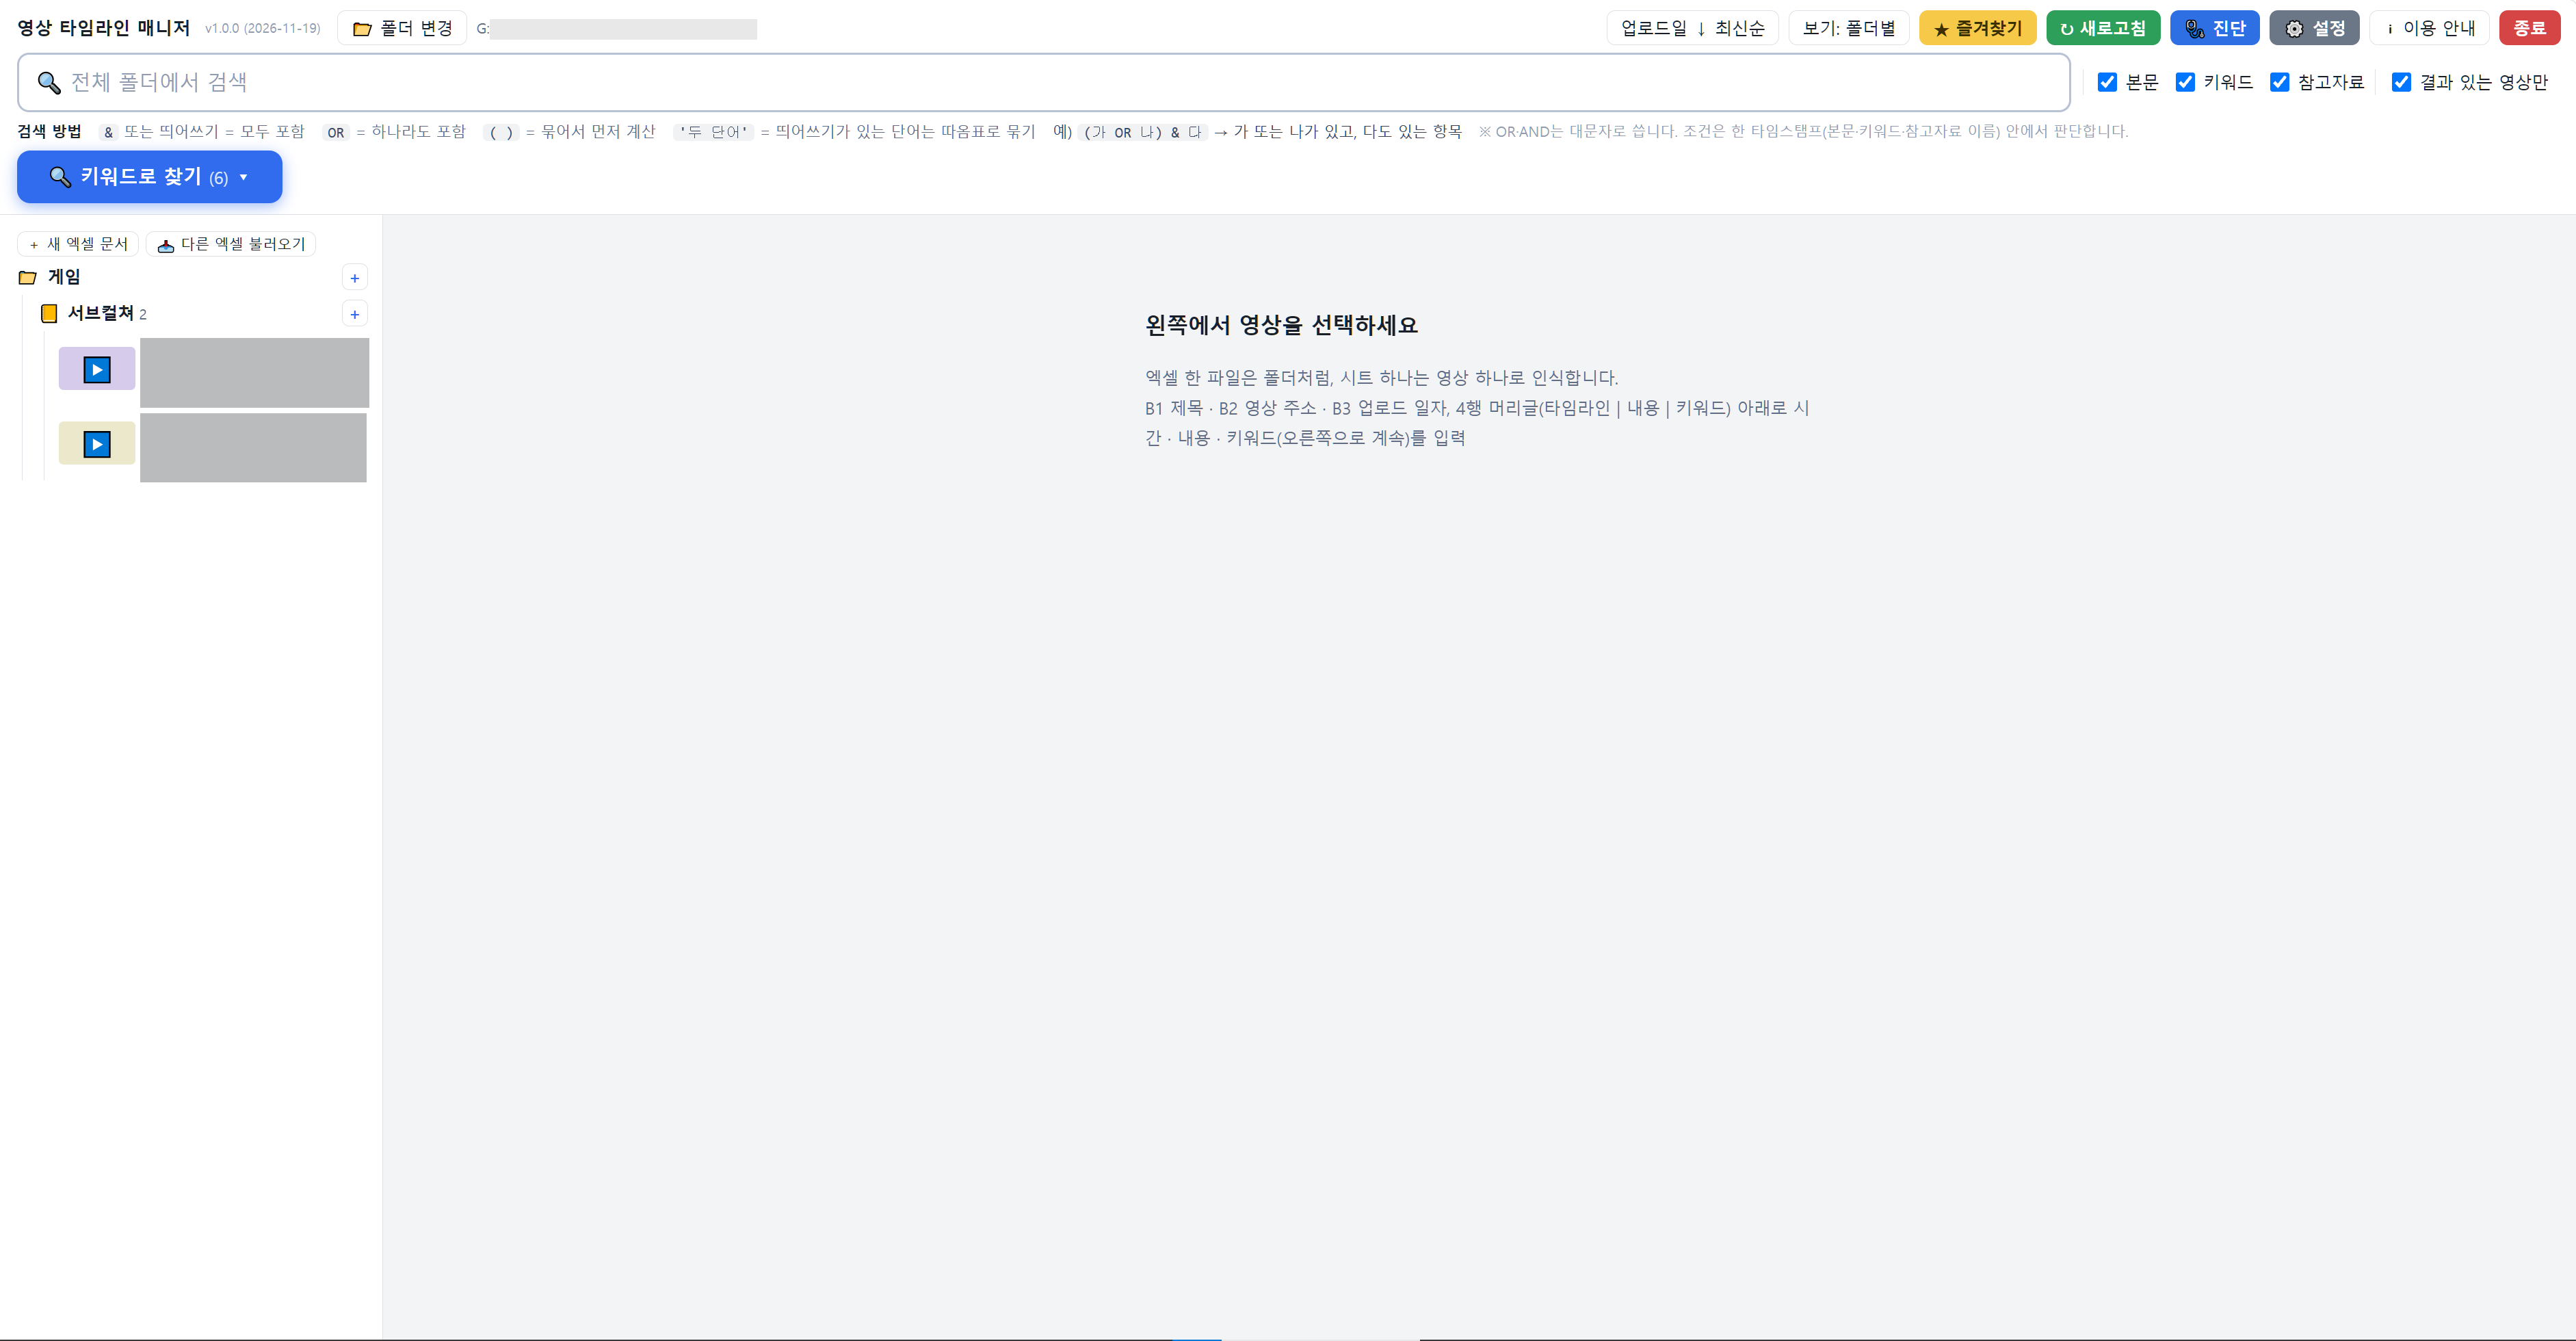 영상 타임라인 매니저 v1.0.0 (2026-11-19) 폴더 변경 G: 업로드일 ↓ 최신순 보기: 폴더별 ★ 즐겨찾기 ↻ 새로고침 진단 설정 i 이용 안내 종료
전체 폴더에서 검색 본문 키워드 참고자료 결과 있는 영상만
검색 방법 & 또는 띄어쓰기 = 모두 포함 OR = 하나라도 포함 ( ) = 묶어서 먼저 계산 '두 단어' = 띄어쓰기가 있는 단어는 따옴표로 묶기 예) (가 OR 나) & 다 → 가 또는 나가 있고, 다도 있는 항목 ※ OR·AND는 대문자로 씁니다. 조건은 한 타임스탬프(본문·키워드·참고자료 이름) 안에서 판단합니다.
키워드로 찾기 (6) ▾
+ 새 엑셀 문서 다른 엑셀 불러오기
게임 +
서브컬쳐 2 +
왼쪽에서 영상을 선택하세요
엑셀 한 파일은 폴더처럼, 시트 하나는 영상 하나로 인식합니다.
B1 제목 · B2 영상 주소 · B3 업로드 일자, 4행 머리글(타임라인 | 내용 | 키워드) 아래로 시
간 · 내용 · 키워드(오른쪽으로 계속)를 입력